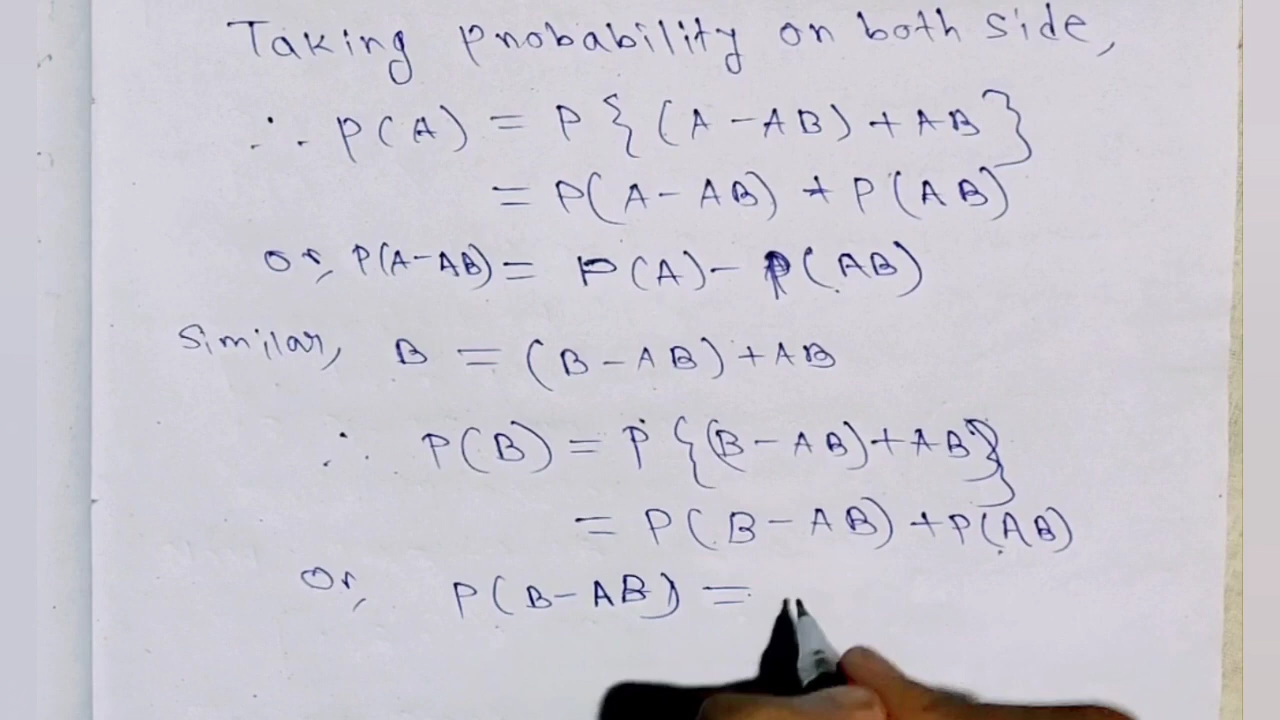 Taking probability on both side,
∴ P(A) = P{(A-AB)+AB}
= P(A-AB) + P(AB)
or, P(A-AB) = P(A) - P(AB)
Similar, B = (B-AB)+AB
∴ P(B) = P{(B-AB)+AB}
= P(B-AB) + P(AB)
Or, P(B-AB) =